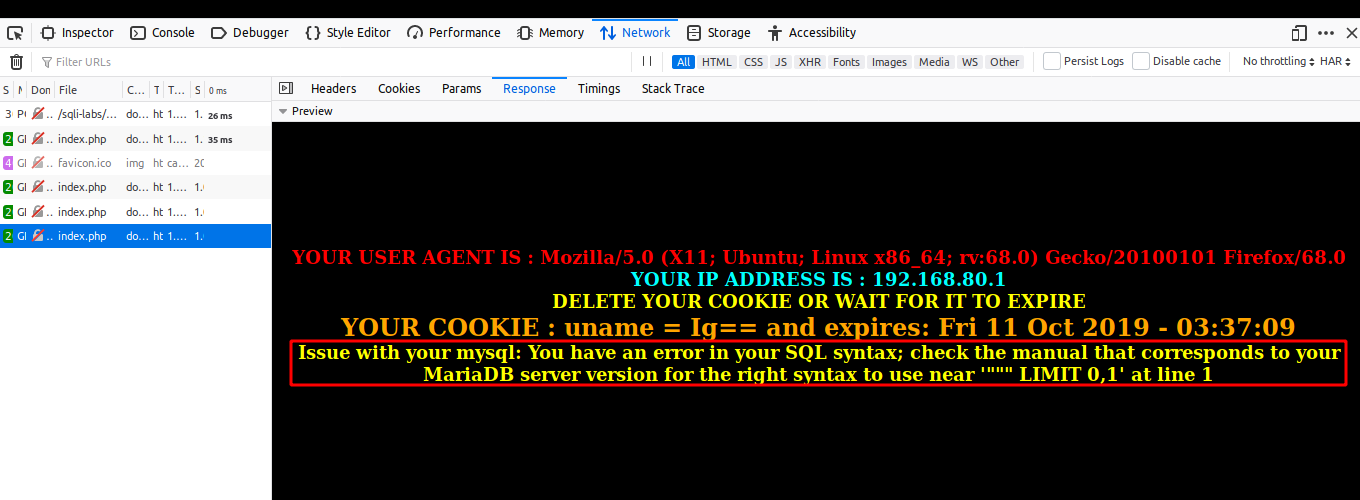 Inspector Console Debugger Style Editor Performance Memory Network Storage Accessibility
Filter URLs All HTML CSS JS XHR Fonts Images Media WS Other Persist Logs Disable cache No throttling HAR
S Don File C… T T… S 0 ms Headers Cookies Params Response Timings Stack Trace
Preview
3 /sqli-labs/… do… ht 1.… 1. 26 ms
2 GI … index.php do… ht 1.… 1. 35 ms
4 GI … favicon.ico img ht ca… 20
2 GI … index.php do… ht 1.… 1.
2 GI … index.php do… ht 1.… 1.
2 GI … index.php do… ht 1.… 1.
YOUR USER AGENT IS : Mozilla/5.0 (X11; Ubuntu; Linux x86_64; rv:68.0) Gecko/20100101 Firefox/68.0
YOUR IP ADDRESS IS : 192.168.80.1
DELETE YOUR COOKIE OR WAIT FOR IT TO EXPIRE
YOUR COOKIE : uname = Ig== and expires: Fri 11 Oct 2019 - 03:37:09
Issue with your mysql: You have an error in your SQL syntax; check the manual that corresponds to your
MariaDB server version for the right syntax to use near '""" LIMIT 0,1' at line 1